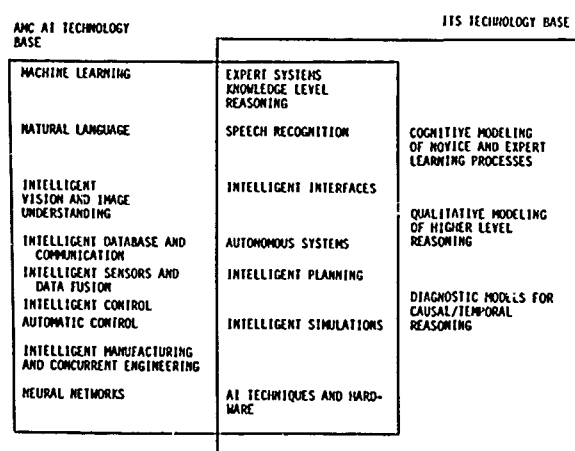 AMC AI TECHNOLOGY
BASE
ITS TECHNOLOGY BASE
MACHINE LEARNING
NATURAL LANGUAGE
INTELLIGENT
VISION AND IMAGE
UNDERSTANDING
INTELLIGENT DATABASE AND
COMMUNICATION
INTELLIGENT SENSORS AND
DATA FUSION
INTELLIGENT CONTROL
AUTOMATIC CONTROL
INTELLIGENT MANUFACTURING
AND CONCURRENT ENGINEERING
NEURAL NETWORKS
EXPERT SYSTEMS
KNOWLEDGE LEVEL
REASONING
SPEECH RECOGNITION
INTELLIGENT INTERFACES
AUTONOMOUS SYSTEMS
INTELLIGENT PLANNING
INTELLIGENT SIMULATIONS
AI TECHNIQUES AND HARD-
WARE
COGNITIVE MODELING
OF NOVICE AND EXPERT
LEARNING PROCESSES
QUALITATIVE MODELING
OF HIGHER LEVEL
REASONING
DIAGNOSTIC MODELS FOR
CAUSAL/TEMPORAL
REASONING